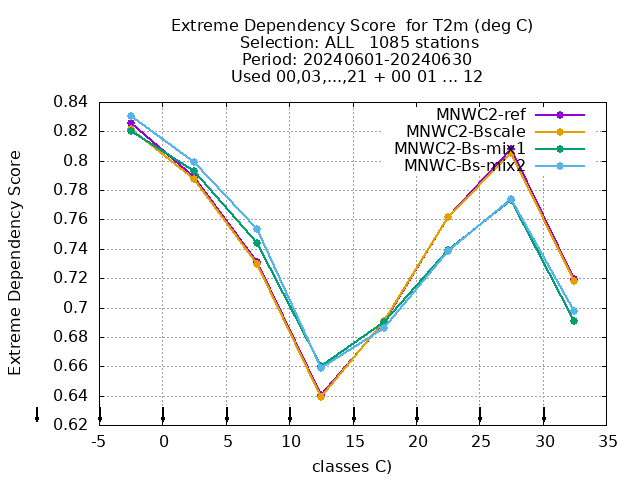 Extreme Dependency Score  for T2m (deg C)
Selection: ALL   1085 stations
Period: 20240601-20240630
Used 00,03,...,21 + 00 01 ... 12
MNWC2-ref
MNWC2-Bscale
MNWC2-Bs-mix1
MNWC-Bs-mix2
Extreme Dependency Score
0.84
0.82
0.8
0.78
0.76
0.74
0.72
0.7
0.68
0.66
0.64
0.62
-5 0 5 10 15 20 25 30 35
classes C)